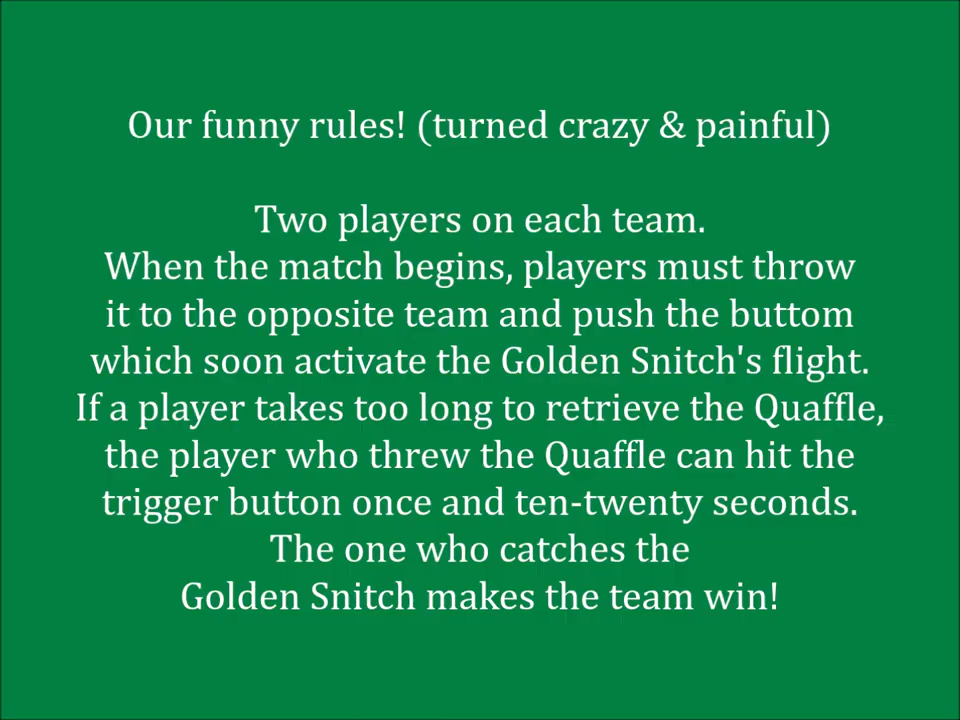 Our funny rules! (turned crazy & painful)
Two players on each team.
When the match begins, players must throw
it to the opposite team and push the buttom
which soon activate the Golden Snitch's flight.
If a player takes too long to retrieve the Quaffle,
the player who threw the Quaffle can hit the
trigger button once and ten-twenty seconds.
The one who catches the
Golden Snitch makes the team win!